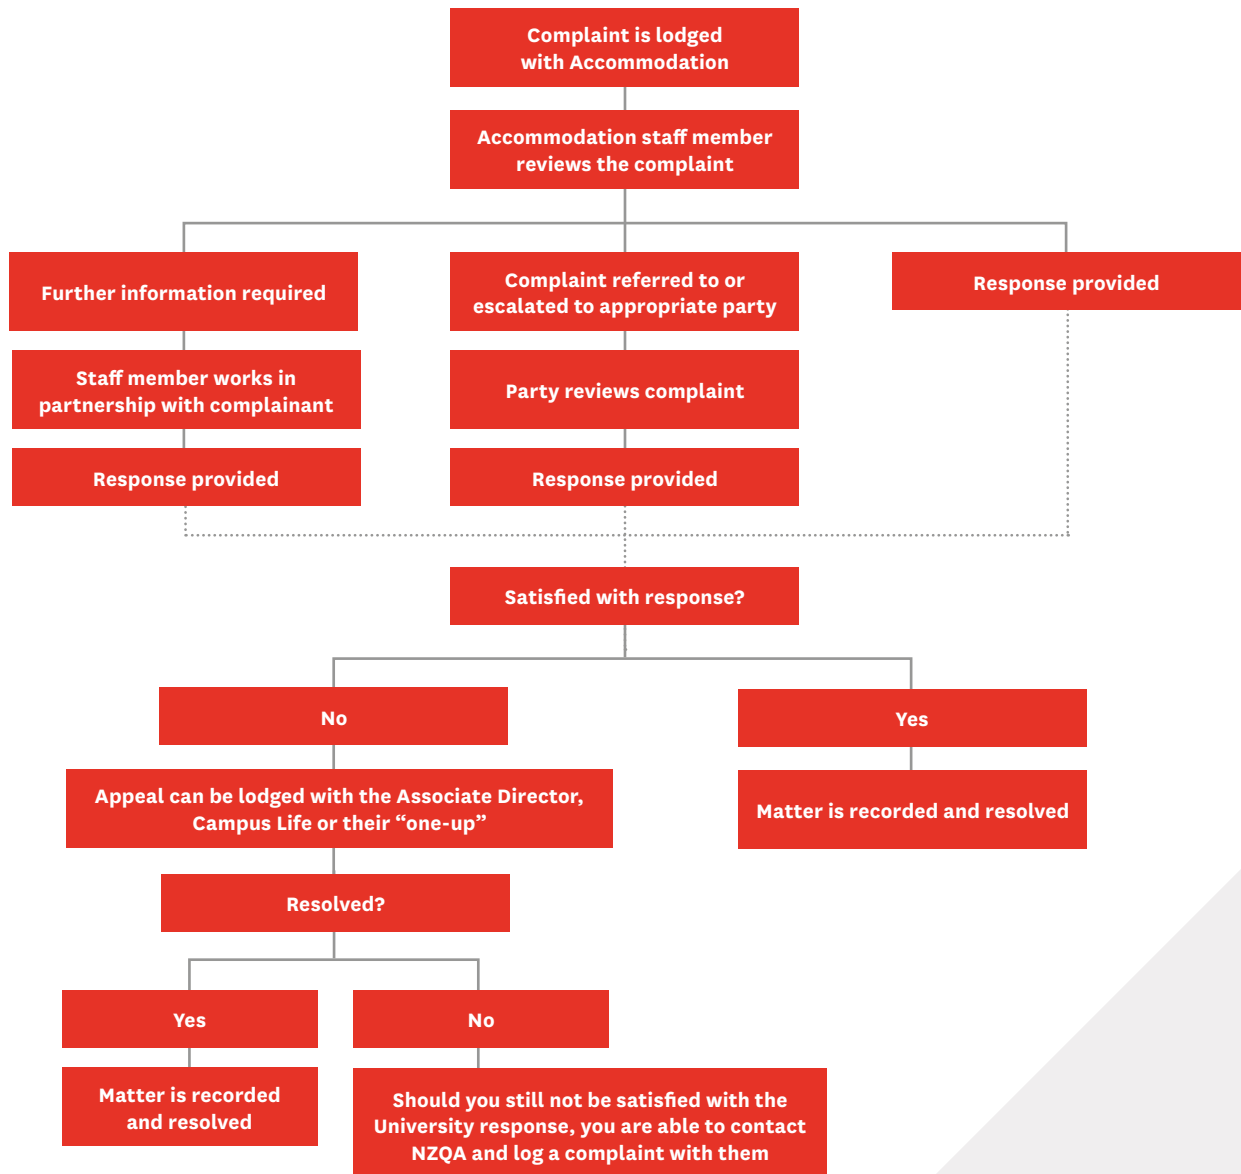 Complaint is lodged
with Accommodation
Accommodation staff member
reviews the complaint
Further information required
Complaint referred to or
escalated to appropriate party
Response provided
Staff member works in
partnership with complainant
Party reviews complaint
Response provided
Response provided
Satisfied with response?
No
Yes
Appeal can be lodged with the Associate Director,
Campus Life or their “one-up”
Matter is recorded and resolved
Resolved?
Yes
No
Matter is recorded
and resolved
Should you still not be satisfied with the
University response, you are able to contact
NZQA and log a complaint with them